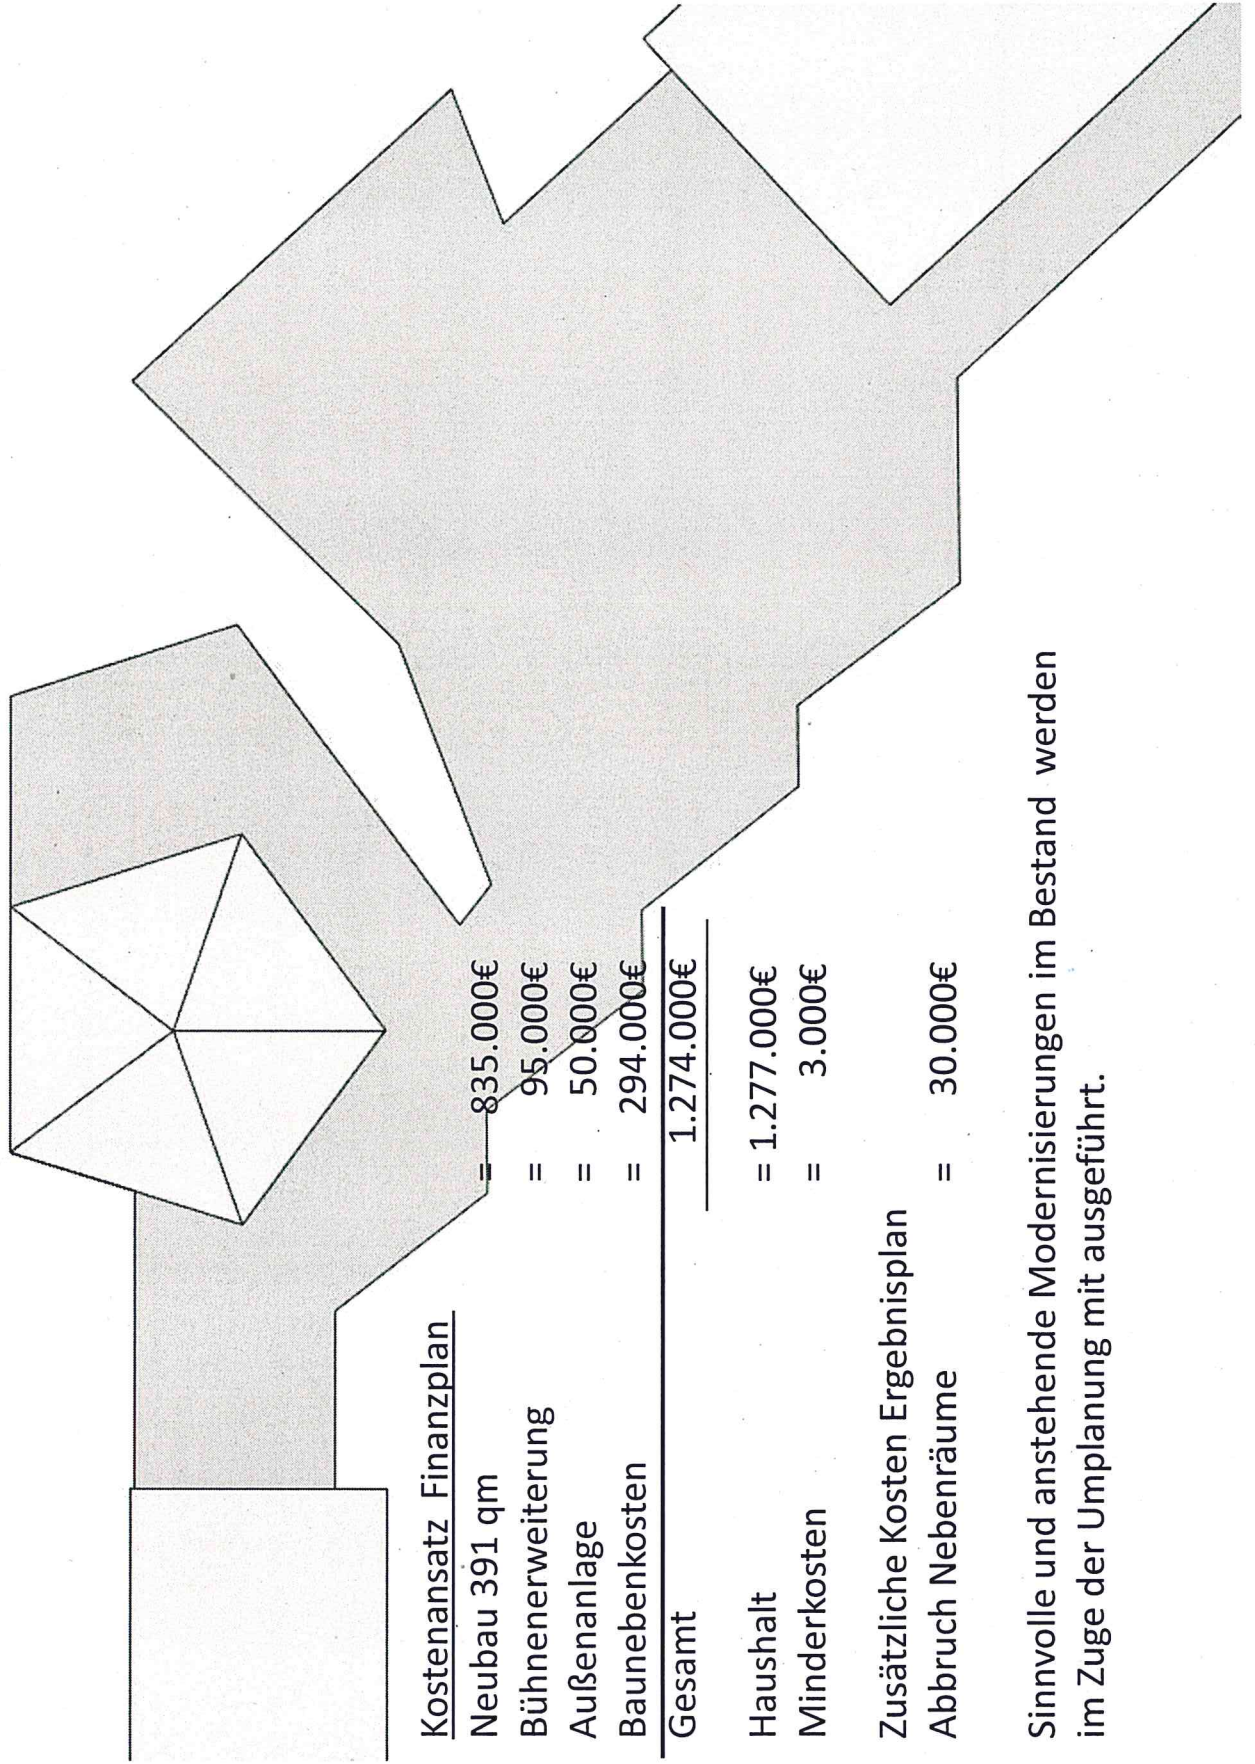 Kostenansatz Finanzplan
Neubau 391 qm = 835.000€
Bühnenerweiterung = 95.000€
Außenanlage = 50.000€
Baunebenkosten = 294.000€
Gesamt 1.274.000€
Haushalt = 1.277.000€
Minderkosten = 3.000€
Zusätzliche Kosten Ergebnisplan
Abbruch Nebenräume = 30.000€
Sinnvolle und anstehende Modernisierungen im Bestand werden
im Zuge der Umplanung mit ausgeführt.